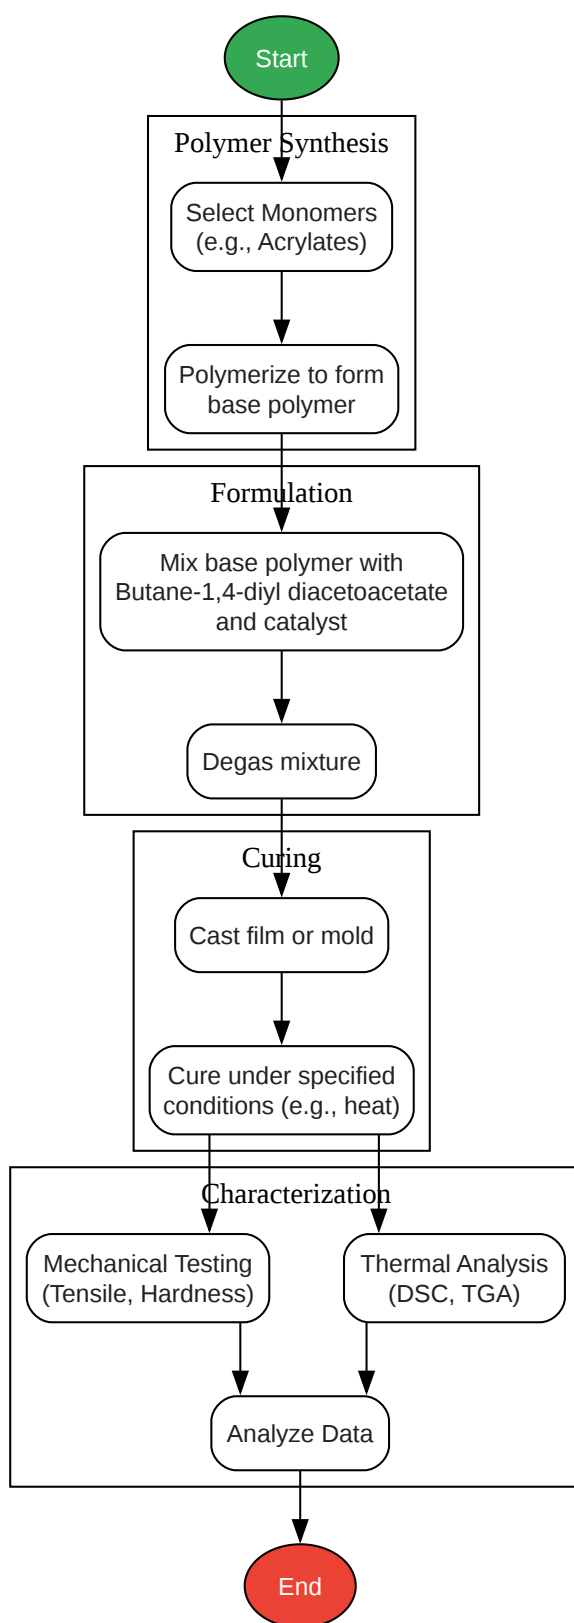 Start
Polymer Synthesis
Select Monomers
(e.g., Acrylates)
Polymerize to form
base polymer
Formulation
Mix base polymer with
Butane-1,4-diyl diacetoacetate
and catalyst
Degas mixture
Curing
Cast film or mold
Cure under specified
conditions (e.g., heat)
Characterization
Mechanical Testing
(Tensile, Hardness)
Thermal Analysis
(DSC, TGA)
Analyze Data
End